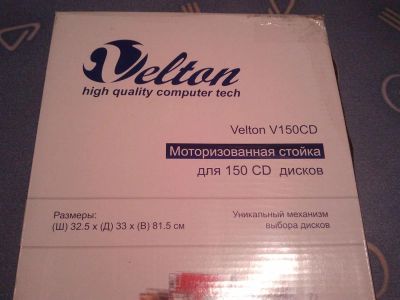 Velton
high quality computer tech
Velton V150CD
Моторизованная стойка
для 150 CD дисков
Размеры:
(Ш) 32.5 x (Д) 33 x (В) 81.5 см
Уникальный механизм
выбора дисков